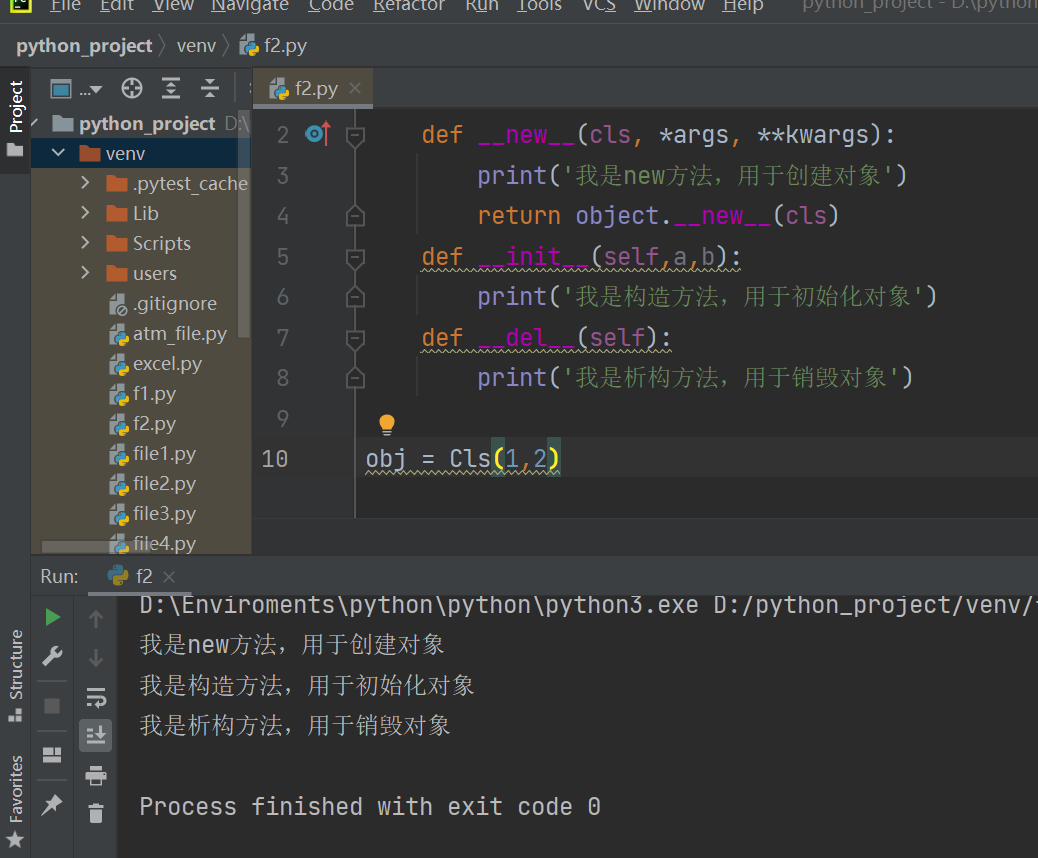 File Edit View Navigate Code Refactor Run Tools VCS Window Help python_project - D:\python
python_project venv f2.py
Project
...
f2.py
python_project D:\
venv
.pytest_cache
Lib
Scripts
users
.gitignore
atm_file.py
excel.py
f1.py
f2.py
file1.py
file2.py
file3.py
file4.py
2 def __new__(cls, *args, **kwargs):
3 print('我是new方法，用于创建对象')
4 return object.__new__(cls)
5 def __init__(self,a,b):
6 print('我是构造方法，用于初始化对象')
7 def __del__(self):
8 print('我是析构方法，用于销毁对象')
9
10 obj = Cls(1,2)
Run: f2
D:\Enviroments\python\python\python3.exe D:/python_project/venv/
我是new方法，用于创建对象
我是构造方法，用于初始化对象
我是析构方法，用于销毁对象
Process finished with exit code 0
Structure
Favorites